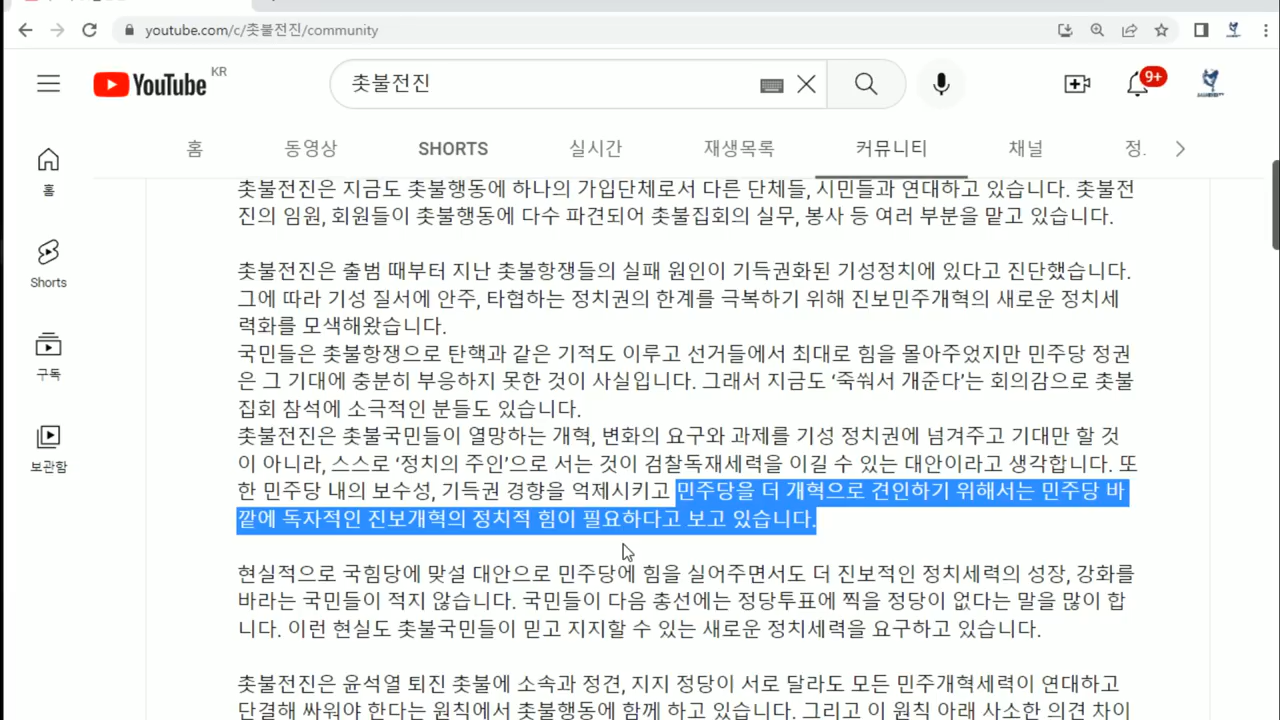 youtube.com/c/촛불전진/community
YouTube KR
촛불전진
9+
홈 동영상 SHORTS 실시간 재생목록 커뮤니티 채널 정.
홈
Shorts
구독
보관함
촛불전진은 지금도 촛불행동에 하나의 가입단체로서 다른 단체들, 시민들과 연대하고 있습니다. 촛불전
진의 임원, 회원들이 촛불행동에 다수 파견되어 촛불집회의 실무, 봉사 등 여러 부분을 맡고 있습니다.
촛불전진은 출범 때부터 지난 촛불항쟁들의 실패 원인이 기득권화된 기성정치에 있다고 진단했습니다.
그에 따라 기성 질서에 안주, 타협하는 정치권의 한계를 극복하기 위해 진보민주개혁의 새로운 정치세
력화를 모색해왔습니다.
국민들은 촛불항쟁으로 탄핵과 같은 기적도 이루고 선거들에서 최대로 힘을 몰아주었지만 민주당 정권
은 그 기대에 충분히 부응하지 못한 것이 사실입니다. 그래서 지금도 ‘죽쒀서 개준다’는 회의감으로 촛불
집회 참석에 소극적인 분들도 있습니다.
촛불전진은 촛불국민들이 열망하는 개혁, 변화의 요구와 과제를 기성 정치권에 넘겨주고 기대만 할 것
이 아니라, 스스로 ‘정치의 주인’으로 서는 것이 검찰독재세력을 이길 수 있는 대안이라고 생각합니다. 또
한 민주당 내의 보수성, 기득권 경향을 억제시키고 민주당을 더 개혁으로 견인하기 위해서는 민주당 바
깥에 독자적인 진보개혁의 정치적 힘이 필요하다고 보고 있습니다.
현실적으로 국힘당에 맞설 대안으로 민주당에 힘을 실어주면서도 더 진보적인 정치세력의 성장, 강화를
바라는 국민들이 적지 않습니다. 국민들이 다음 총선에는 정당투표에 찍을 정당이 없다는 말을 많이 합
니다. 이런 현실도 촛불국민들이 믿고 지지할 수 있는 새로운 정치세력을 요구하고 있습니다.
촛불전진은 윤석열 퇴진 촛불에 소속과 정견, 지지 정당이 서로 달라도 모든 민주개혁세력이 연대하고
단결해 싸워야 한다는 원칙에서 촛불행동에 함께 하고 있습니다. 그리고 이 원칙 아래 사소한 의견 차이